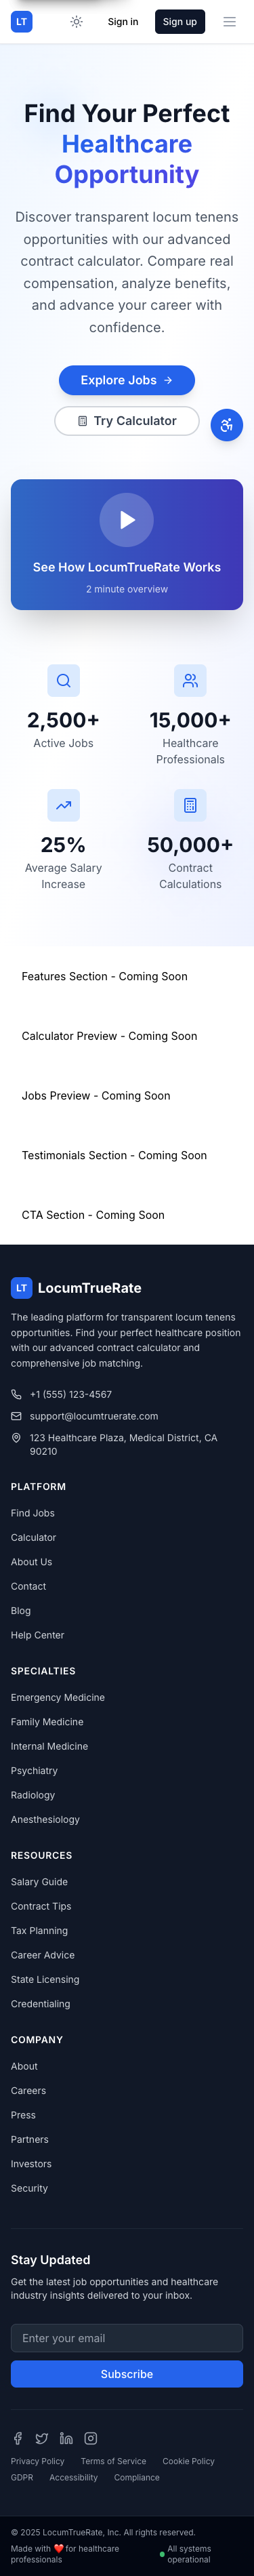 LT Sign in Sign up
Find Your Perfect
Healthcare
Opportunity
Discover transparent locum tenens
opportunities with our advanced
contract calculator. Compare real
compensation, analyze benefits,
and advance your career with
confidence.
Explore Jobs
Try Calculator
See How LocumTrueRate Works
2 minute overview
2,500+
Active Jobs
15,000+
Healthcare
Professionals
25%
Average Salary
Increase
50,000+
Contract
Calculations
Features Section - Coming Soon
Calculator Preview - Coming Soon
Jobs Preview - Coming Soon
Testimonials Section - Coming Soon
CTA Section - Coming Soon
LT LocumTrueRate
The leading platform for transparent locum tenens
opportunities. Find your perfect healthcare position
with our advanced contract calculator and
comprehensive job matching.
+1 (555) 123-4567
support@locumtruerate.com
123 Healthcare Plaza, Medical District, CA
90210
PLATFORM
Find Jobs
Calculator
About Us
Contact
Blog
Help Center
SPECIALTIES
Emergency Medicine
Family Medicine
Internal Medicine
Psychiatry
Radiology
Anesthesiology
RESOURCES
Salary Guide
Contract Tips
Tax Planning
Career Advice
State Licensing
Credentialing
COMPANY
About
Careers
Press
Partners
Investors
Security
Stay Updated
Get the latest job opportunities and healthcare
industry insights delivered to your inbox.
Enter your email
Subscribe
Privacy Policy Terms of Service Cookie Policy
GDPR Accessibility Compliance
© 2025 LocumTrueRate, Inc. All rights reserved.
Made with ❤️ for healthcare
professionals
All systems
operational